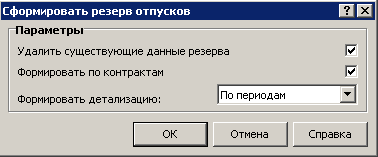 Сформировать резерв отпусков
Параметры
Удалить существующие данные резерва
Формировать по контрактам
Формировать детализацию: По периодам
ОК Отмена Справка